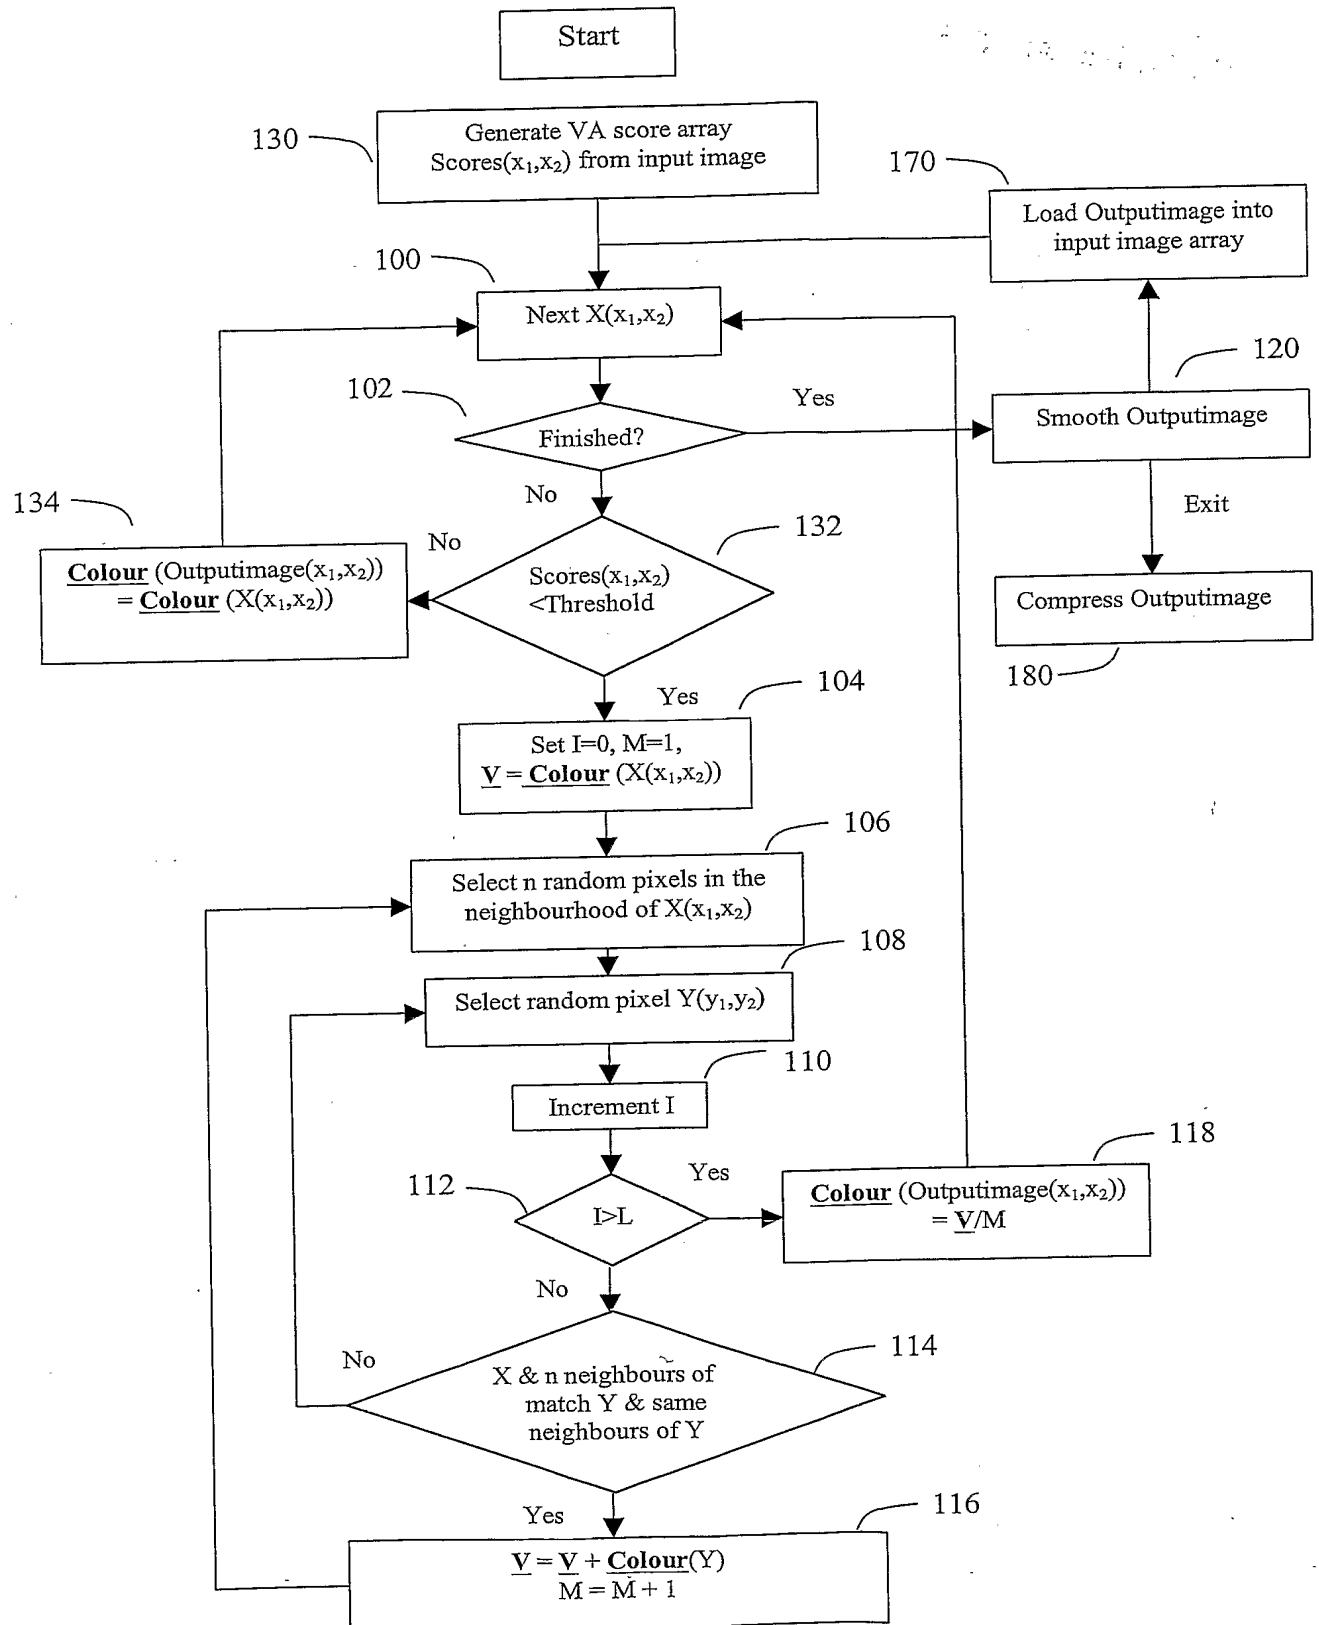 Start
130
Generate VA score array
Scores(x₁,x₂) from input image
170
Load Outputimage into
input image array
100
Next X(x₁,x₂)
102
Finished?
Yes
120
Smooth Outputimage
No
Exit
134
Colour (Outputimage(x₁,x₂))
= Colour (X(x₁,x₂))
No
132
Scores(x₁,x₂)
<Threshold
Compress Outputimage
180
Yes
104
Set I=0, M=1,
V = Colour (X(x₁,x₂))
106
Select n random pixels in the
neighbourhood of X(x₁,x₂)
108
Select random pixel Y(y₁,y₂)
110
Increment I
112
I>L
Yes
118
Colour (Outputimage(x₁,x₂))
= V/M
No
No
114
X & n neighbours of
match Y & same
neighbours of Y
Yes
116
V = V + Colour(Y)
M = M + 1